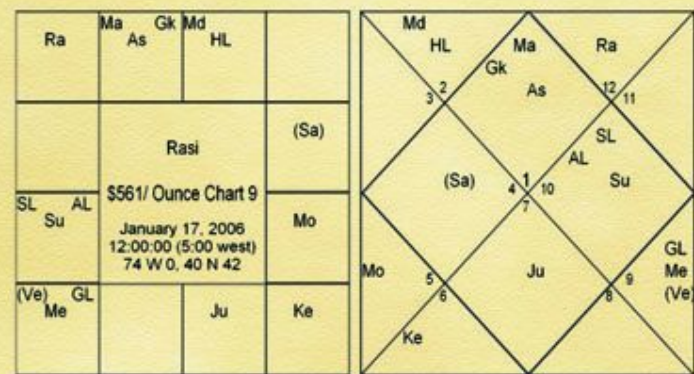 Ra
Ma Gk
As
Md
HL
(Sa)
Rasi
$561/ Ounce Chart 9
January 17, 2006
12:00:00 (5:00 west)
74 W 0, 40 N 42
SL AL
Su
Mo
(Ve) GL
Me
Ju
Ke
Md
HL
Ma
Gk
As
Ra
2
3
12
11
SL
AL
Su
(Sa)
1
4 10
7
Mo
5
6
Ju
GL
Me
(Ve)
9
8
Ke